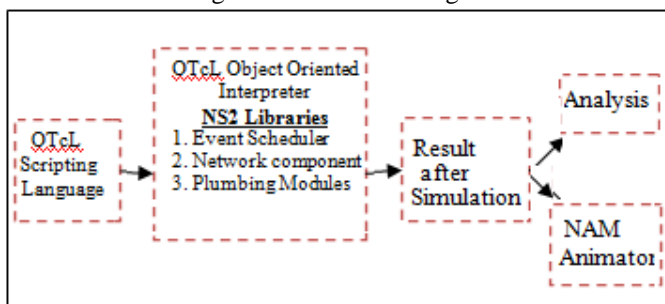 OTcL
Scripting
Language
OTcL Object Oriented
Interpreter
NS2 Libraries
1. Event Scheduler
2. Network component
3. Plumbing Modules
Result
after
Simulation
Analysis
NAM
Animator